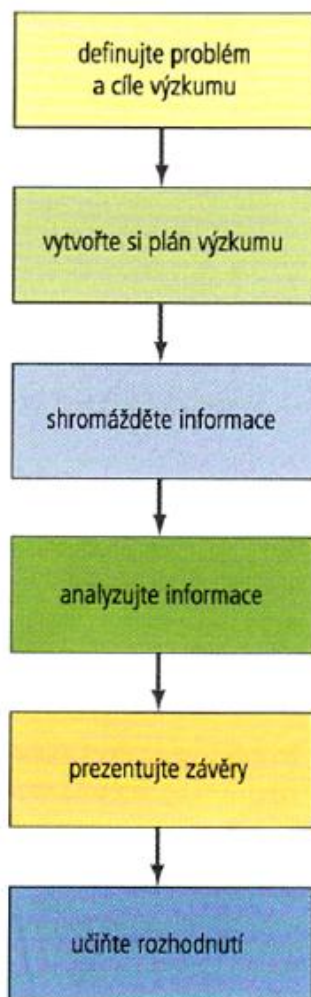 definujte problém
a cíle výzkumu
vytvořte si plán výzkumu
shromážděte informace
analyzujte informace
prezentujte závěry
učiňte rozhodnutí